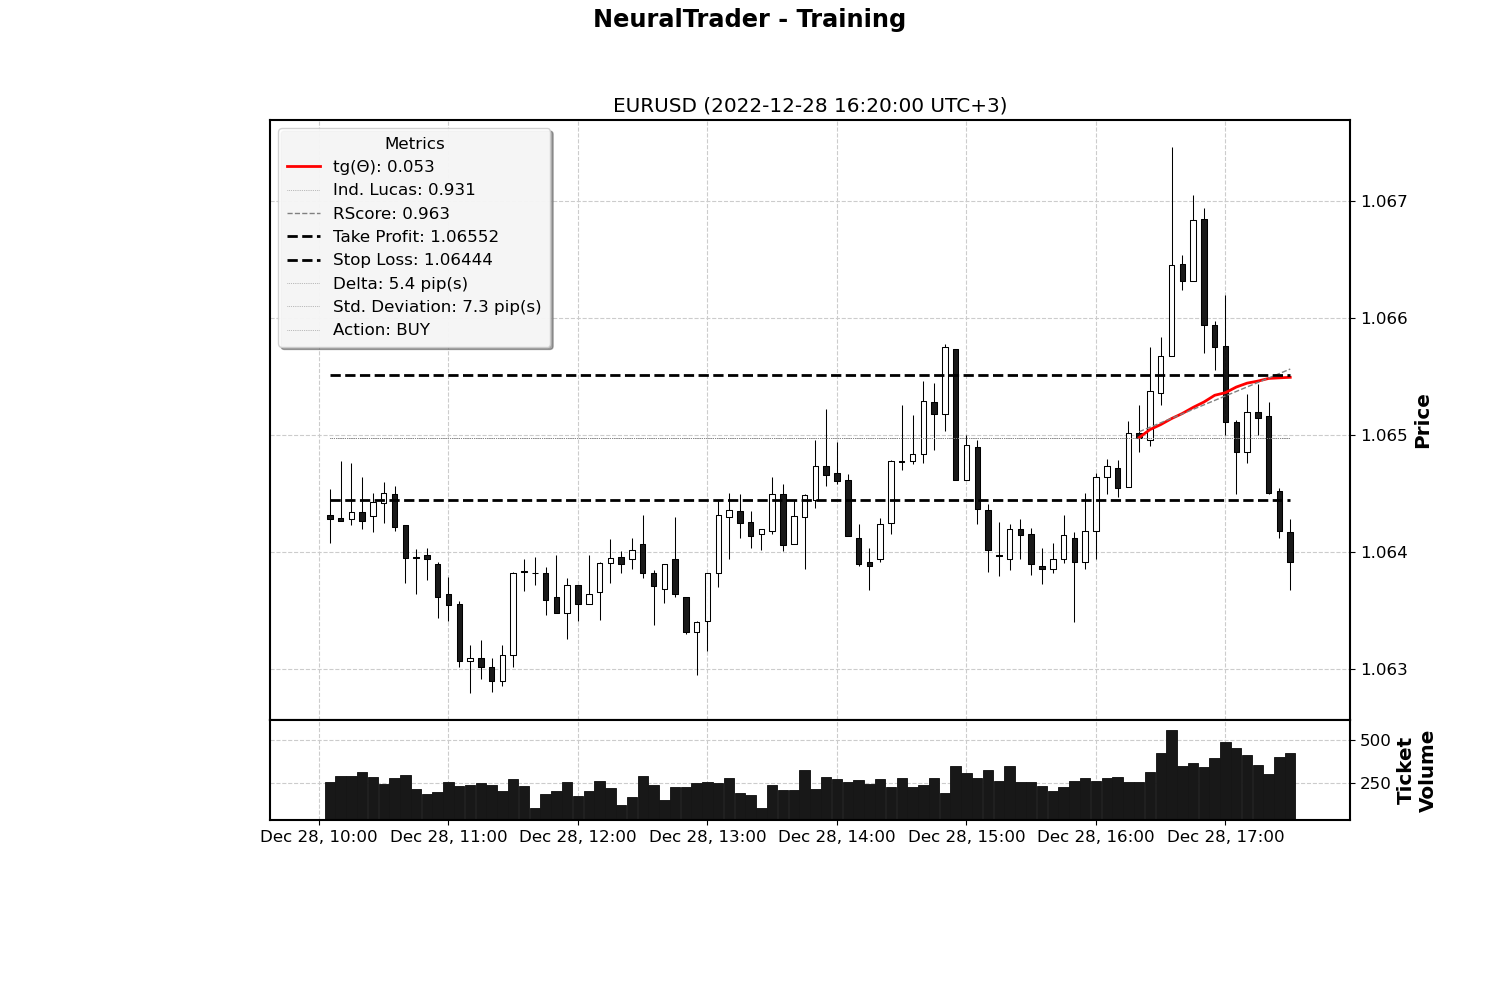 NeuralTrader - Training
EURUSD (2022-12-28 16:20:00 UTC+3)
Metrics
tg(Θ): 0.053
Ind. Lucas: 0.931
RScore: 0.963
Take Profit: 1.06552
Stop Loss: 1.06444
Delta: 5.4 pip(s)
Std. Deviation: 7.3 pip(s)
Action: BUY
1.067
1.066
1.065
1.064
1.063
Price
500
250
Ticket
Volume
Dec 28, 10:00
Dec 28, 11:00
Dec 28, 12:00
Dec 28, 13:00
Dec 28, 14:00
Dec 28, 15:00
Dec 28, 16:00
Dec 28, 17:00